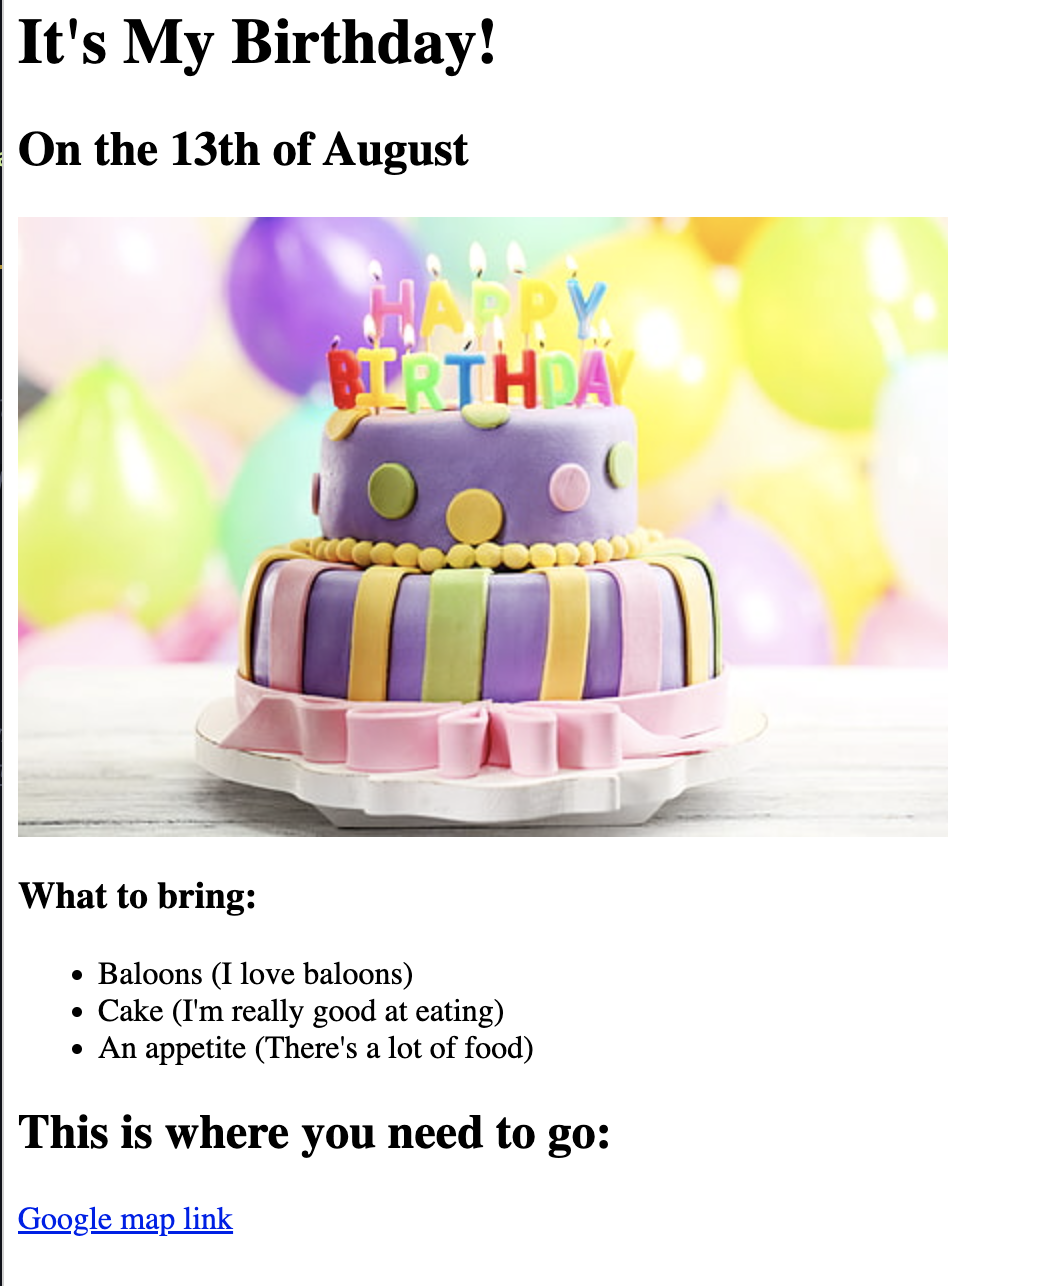 It's My Birthday!
On the 13th of August
HAPPY
BIRTHDAY
What to bring:
Baloons (I love baloons)
Cake (I'm really good at eating)
An appetite (There's a lot of food)
This is where you need to go:
Google map link